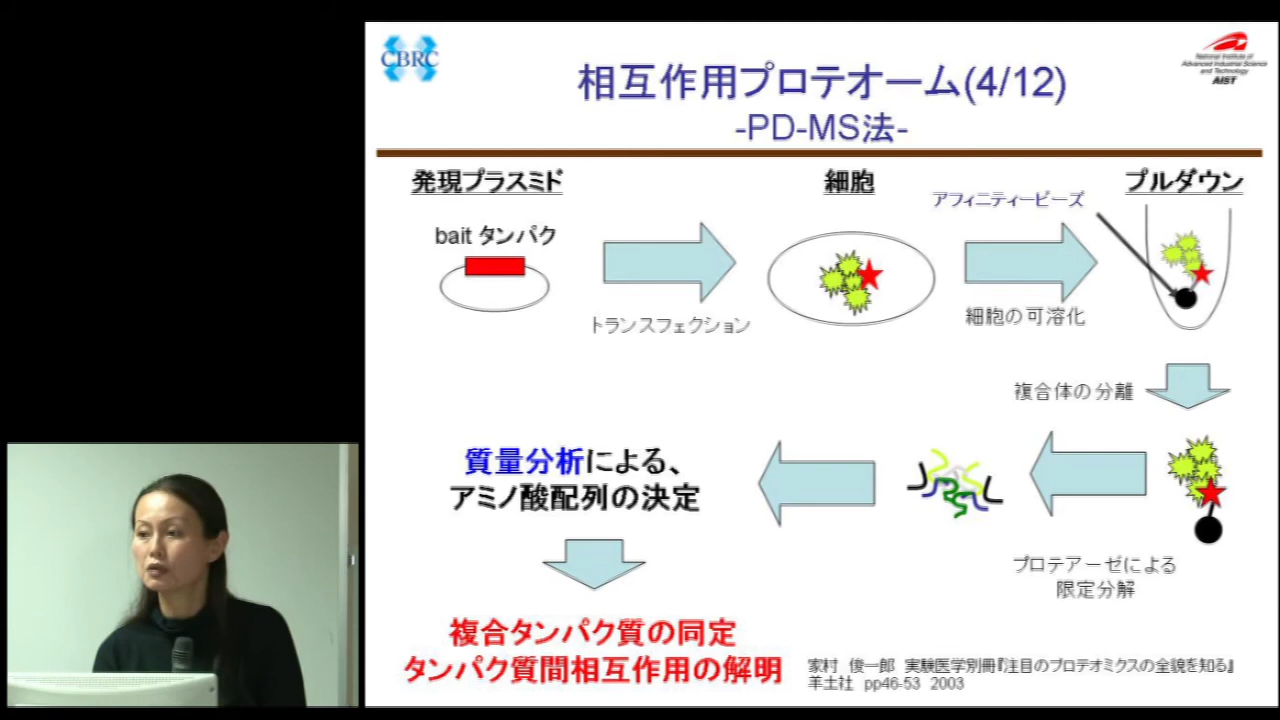 CBRC
National Institute of
Advanced Industrial Science
and Technology
AIST
相互作用プロテオーム(4/12)
-PD-MS法-
発現プラスミド
細胞
プルダウン
アフィニティービーズ
bait タンパク
トランスフェクション
細胞の可溶化
複合体の分離
質量分析による、
アミノ酸配列の決定
プロテアーゼによる
限定分解
複合タンパク質の同定
タンパク質間相互作用の解明
家村 俊一郎 実験医学別冊『注目のプロテオミクスの全貌を知る』
羊土社 pp46-53 2003